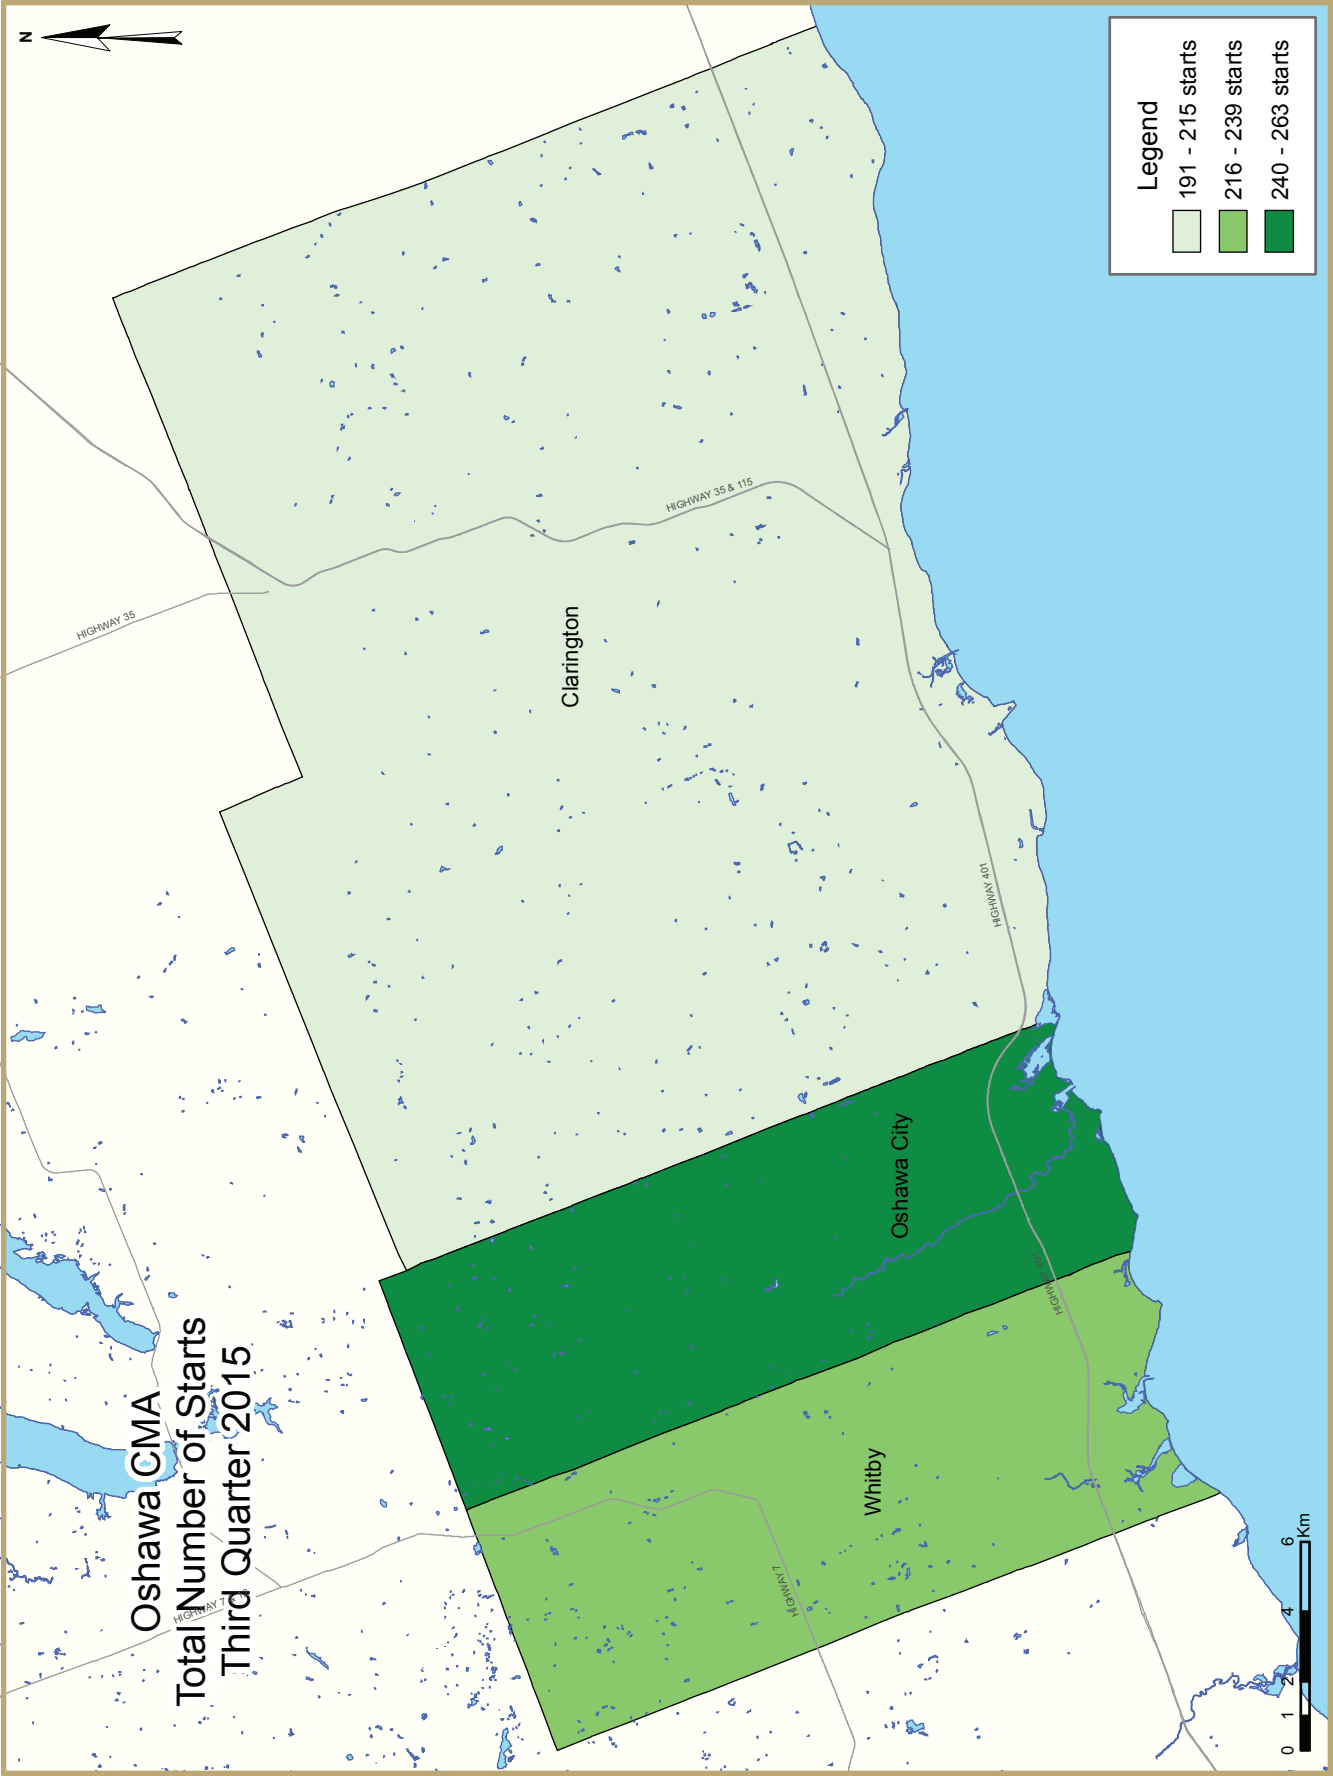 Oshawa CMA
Total Number of Starts
Third Quarter 2015
N
HIGHWAY 35
HIGHWAY 35 & 115
HIGHWAY 7
Clarington
Oshawa City
Whitby
HIGHWAY 401
HIGHWAY 401
HIGHWAY 7
Legend
191 - 215 starts
216 - 239 starts
240 - 263 starts
0 1 2 4 6
Km